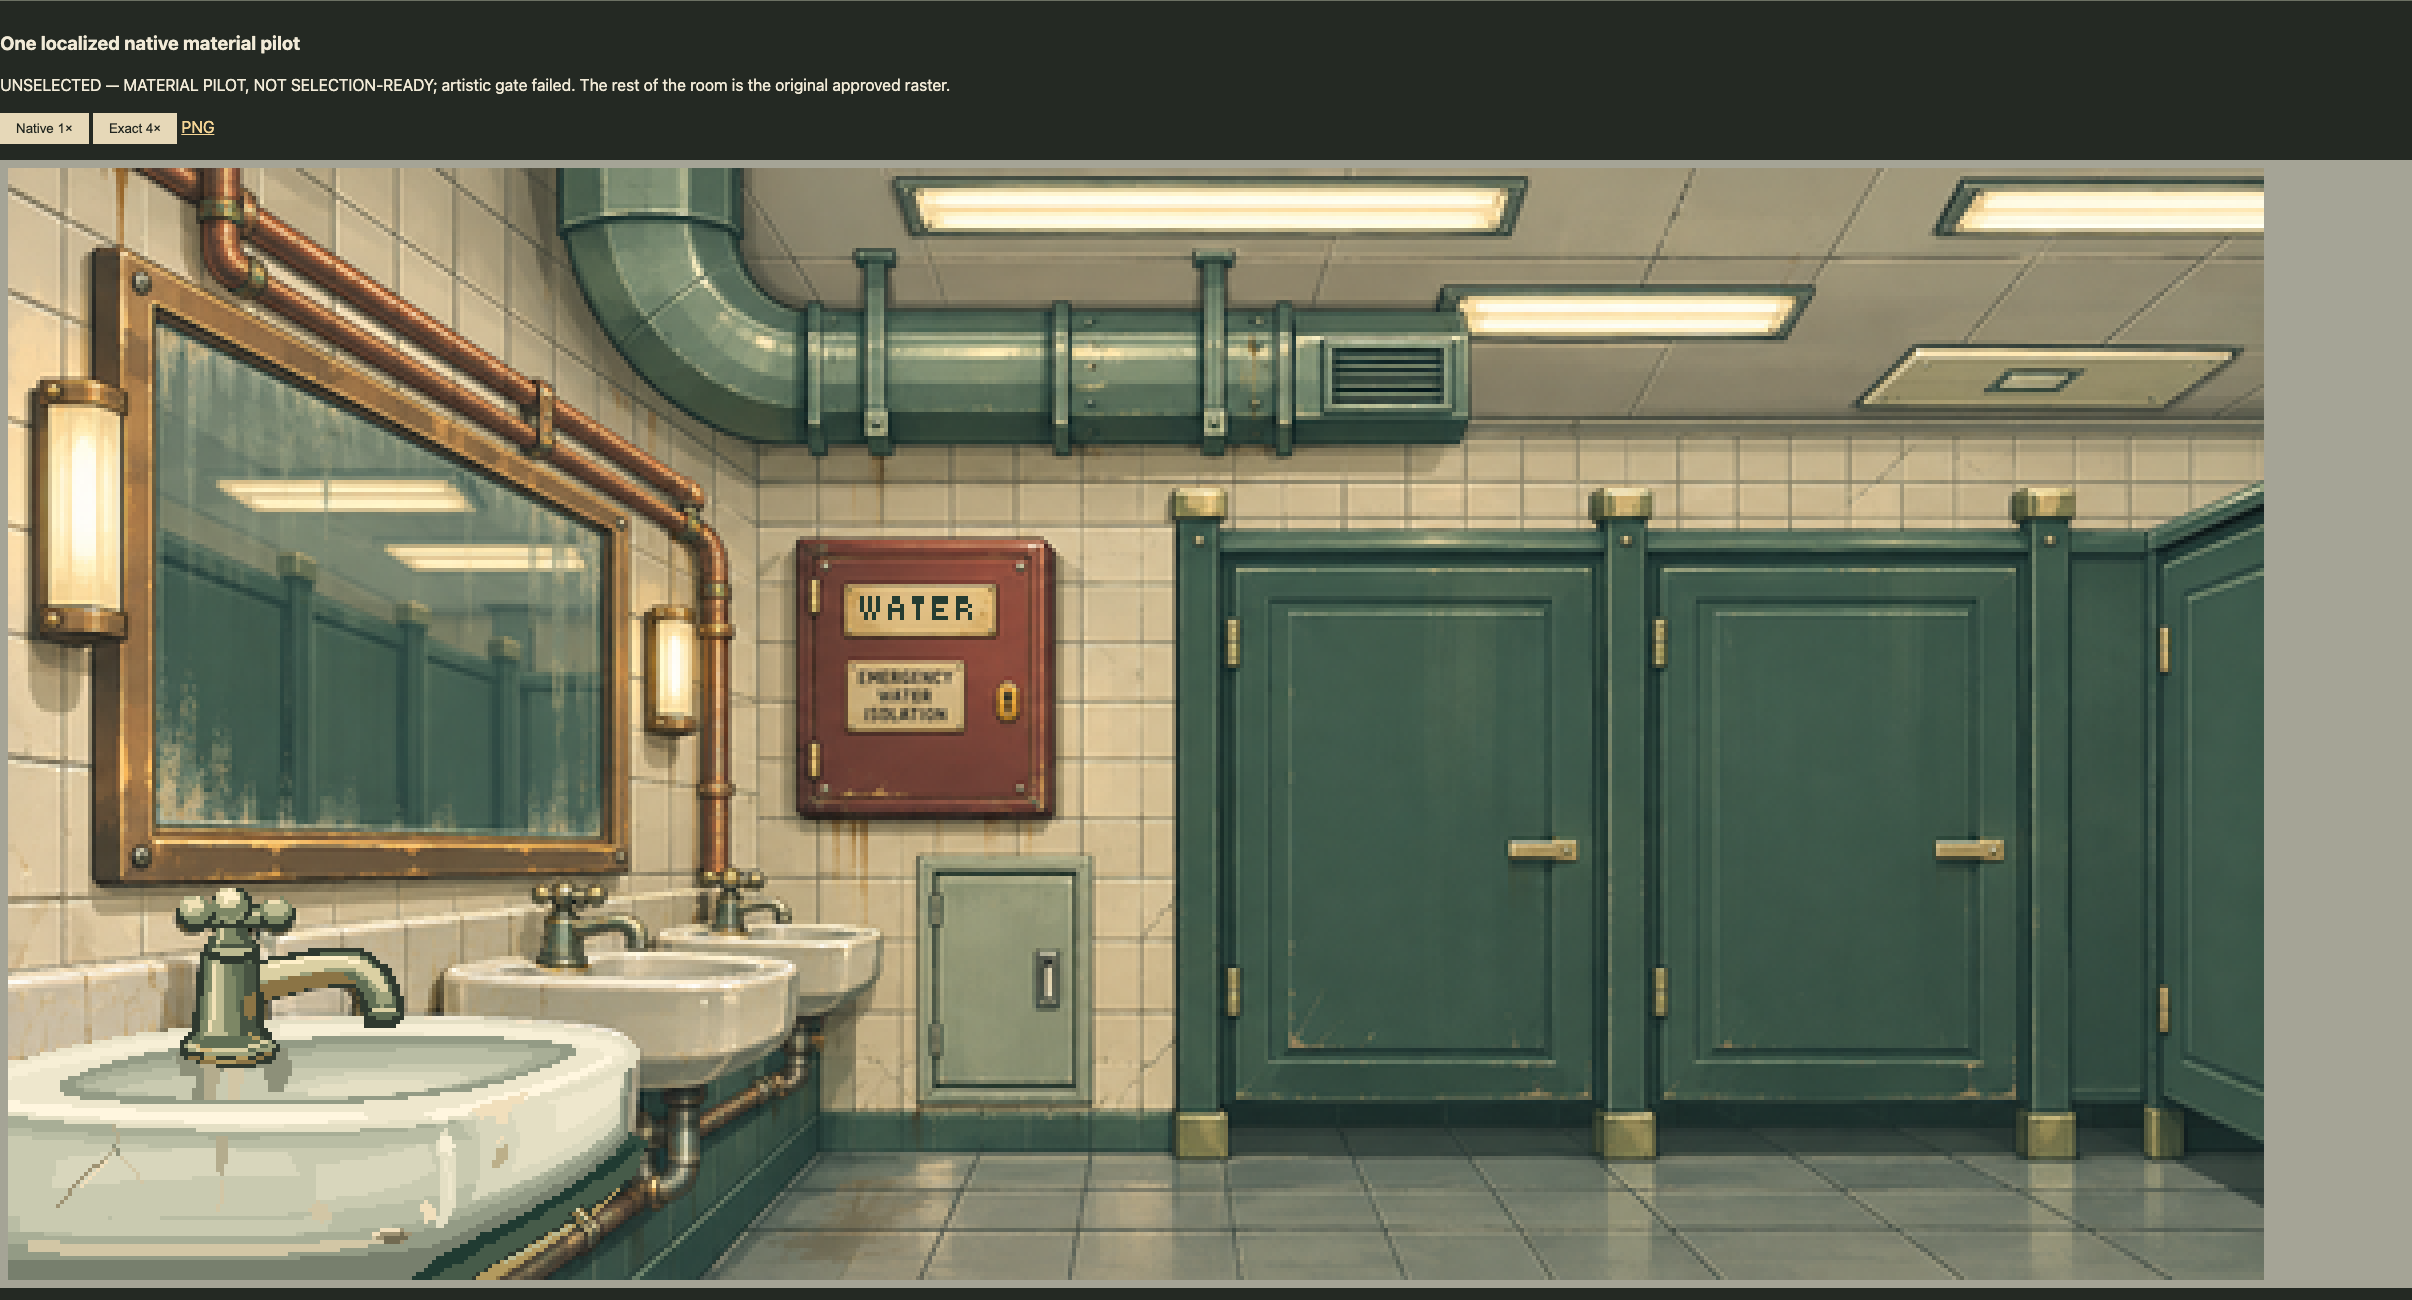 One localized native material pilot
UNSELECTED — MATERIAL PILOT, NOT SELECTION-READY; artistic gate failed. The rest of the room is the original approved raster.
Native 1× Exact 4× PNG
WATER
EMERGENCY
WATER
ISOLATION